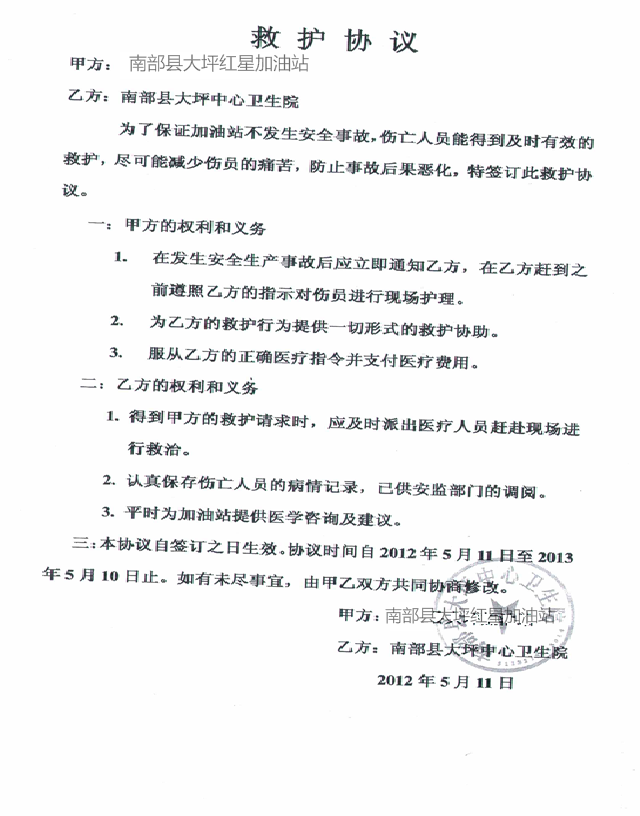 救护协议
甲方：南部县大坪红星加油站
乙方：南部县大坪中心卫生院
为了保证加油站不发生安全事故，伤亡人员能得到及时有效的
救护，尽可能减少伤员的痛苦，防止事故后果恶化，特签订此救护协
议。
一：甲方的权利和义务
1. 在发生安全生产事故后应立即通知乙方，在乙方赶到之
前遵照乙方的指示对伤员进行现场护理。
2. 为乙方的救护行为提供一切形式的救护协助。
3. 服从乙方的正确医疗指令并支付医疗费用。
二：乙方的权利和义务
1. 得到甲方的救护请求时，应及时派出医疗人员赶赴现场进
行救治。
2. 认真保存伤亡人员的病情记录，已供安监部门的调阅。
3. 平时为加油站提供医学咨询及建议。
三：本协议自签订之日生效。协议时间自2012年5月11日至2013
年5月10日止。如有未尽事宜，由甲乙双方共同协商修改。
甲方：南部县大坪红星加油站
乙方：南部县大坪中心卫生院
2012年5月11日